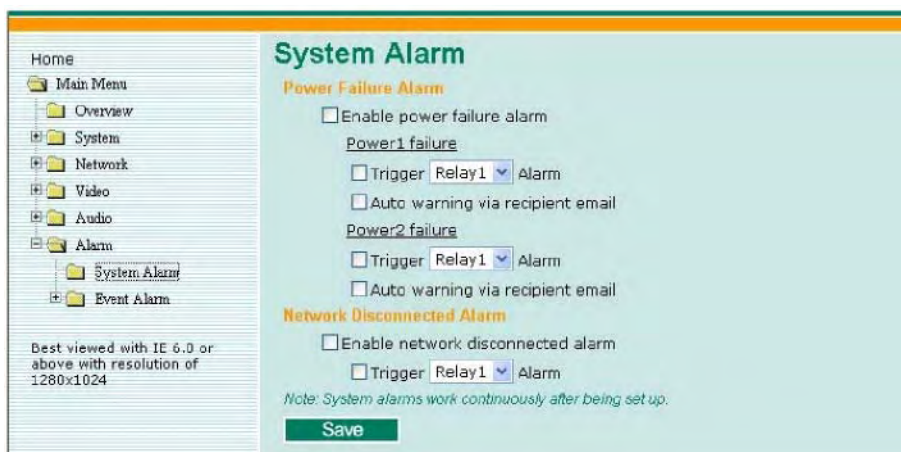 Home
Main Menu
Overview
System
Network
Video
Audio
Alarm
System Alarm
Event Alarm
Best viewed with IE 6.0 or
above with resolution of
1280x1024
System Alarm
Power Failure Alarm
Enable power failure alarm
Power1 failure
Trigger Relay1 Alarm
Auto warning via recipient email
Power2 failure
Trigger Relay1 Alarm
Auto warning via recipient email
Network Disconnected Alarm
Enable network disconnected alarm
Trigger Relay1 Alarm
Note: System alarms work continuously after being set up.
Save